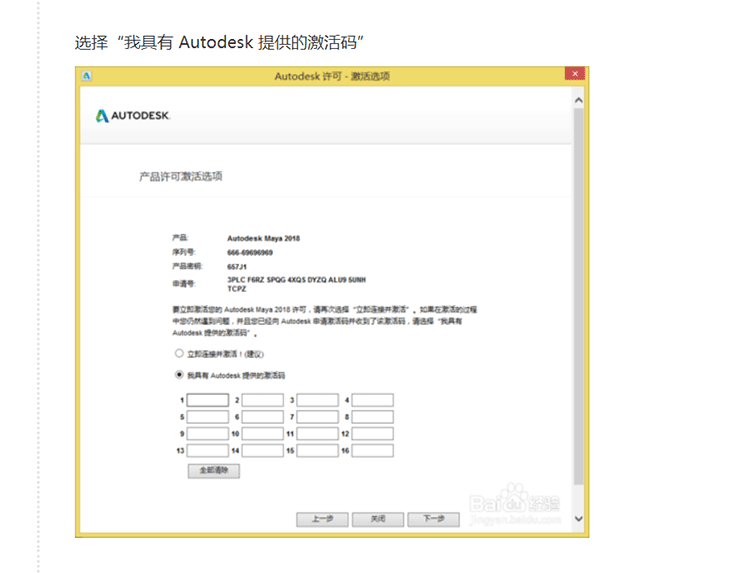 选择“我具有 Autodesk 提供的激活码”
Autodesk 许可 - 激活选项
AUTODESK.
产品许可激活选项
产品: Autodesk Maya 2018
序列号: 666-69696969
产品密钥: 657J1
申请号: 3PLC F6RZ SPQG 4XQS DYZQ ALU9 5UNH
TCPZ
要立即激活您的 Autodesk Maya 2018 许可，请再次选择“立即连接并激活”。如果在激活的过程
中您仍然遇到问题，并且您已经向 Autodesk 申请激活码并收到了该激活码，请选择“我具有
Autodesk 提供的激活码”。
立即连接并激活！(建议)
我具有 Autodesk 提供的激活码
1 2 3 4
5 6 7 8
9 10 11 12
13 14 15 16
全部清除
上一步 关闭 下一步
Baidu 经验
jingyan.baidu.com